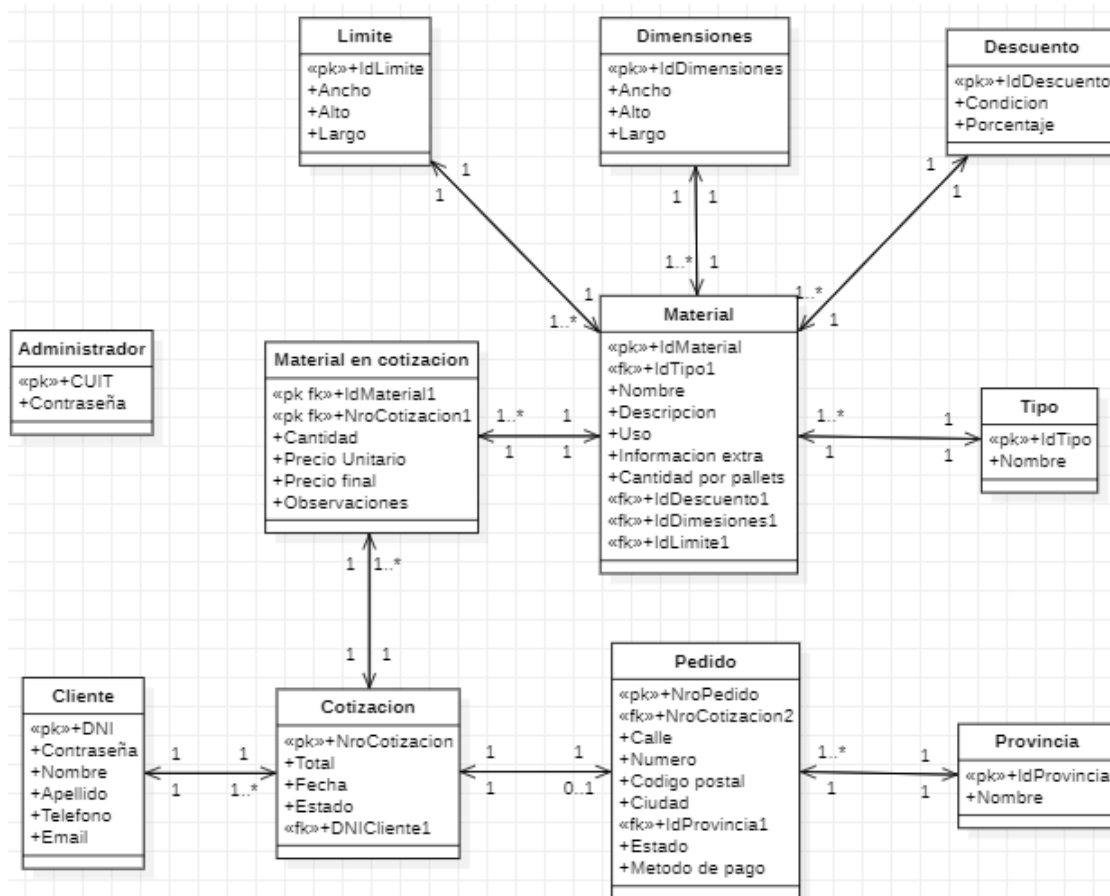 Limite
«pk»+IdLimite
+Ancho
+Alto
+Largo
Dimensiones
«pk»+IdDimensiones
+Ancho
+Alto
+Largo
Descuento
«pk»+IdDescuento
+Condicion
+Porcentaje
1
1
1
1
1
1
1
1..*
1..*
1
1..*
1
1
1..*
Administrador
«pk»+CUIT
+Contraseña
Material en cotizacion
«pk fk»+IdMaterial1
«pk fk»+NroCotizacion1
+Cantidad
+Precio Unitario
+Precio final
+Observaciones
1..*
1
1
1
Material
«pk»+IdMaterial
«fk»+IdTipo1
+Nombre
+Descripcion
+Uso
+Informacion extra
+Cantidad por pallets
«fk»+IdDescuento1
«fk»+IdDimesiones1
«fk»+IdLimite1
1..*
1
1
1
Tipo
«pk»+IdTipo
+Nombre
1
1..*
1
1
Cliente
«pk»+DNI
+Contraseña
+Nombre
+Apellido
+Telefono
+Email
1
1
1
1..*
Cotizacion
«pk»+NroCotizacion
+Total
+Fecha
+Estado
«fk»+DNICliente1
1
1
1
0..1
Pedido
«pk»+NroPedido
«fk»+NroCotizacion2
+Calle
+Numero
+Codigo postal
+Ciudad
«fk»+IdProvincia1
+Estado
+Metodo de pago
1..*
1
1
1
Provincia
«pk»+IdProvincia
+Nombre